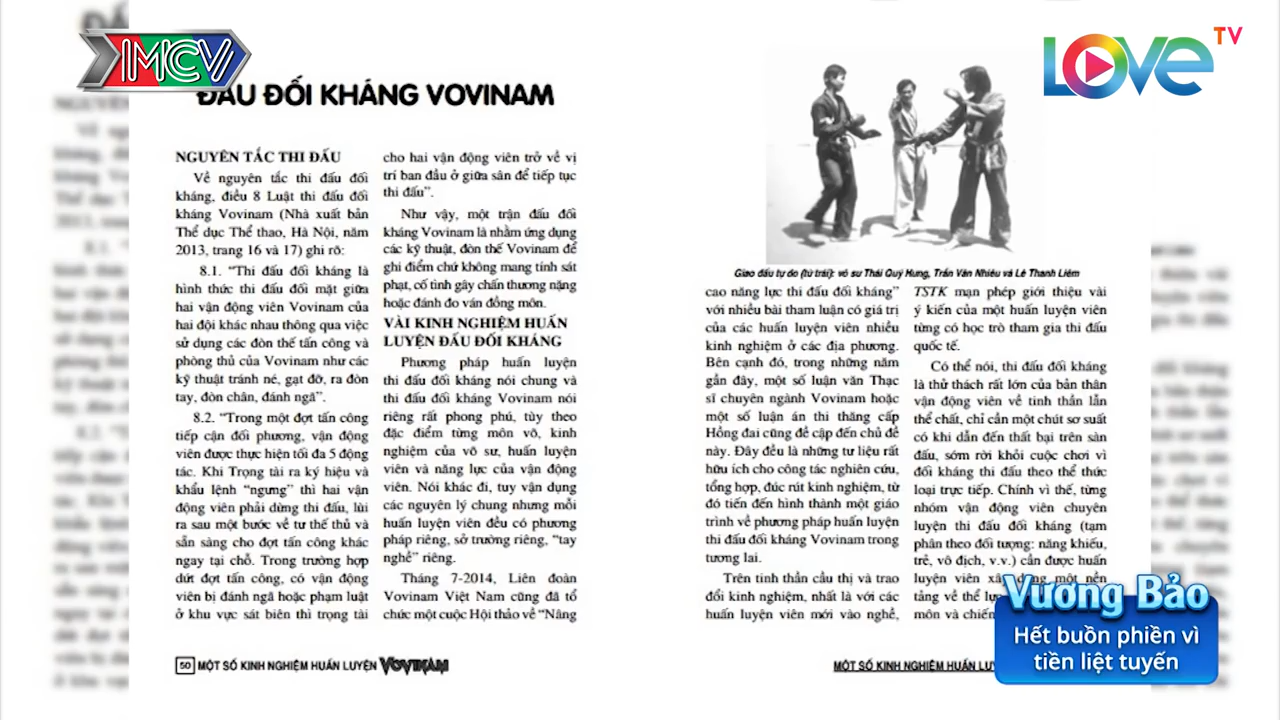 MCV
LOVE TV
ĐẤU ĐỐI KHÁNG VOVINAM
NGUYÊN TẮC THI ĐẤU
Về nguyên tắc thi đấu đối
kháng, điều 8 Luật thi đấu đối
kháng Vovinam (Nhà xuất bản
Thể dục Thể thao, Hà Nội, năm
2013, trang 16 và 17) ghi rõ:
8.1. “Thi đấu đối kháng là
hình thức thi đấu đối mặt giữa
hai vận động viên Vovinam của
hai đội khác nhau thông qua việc
sử dụng các đòn thế tấn công và
phòng thủ của Vovinam như các
kỹ thuật tránh né, gạt đỡ, ra đòn
tay, đòn chân, đánh ngã”.
8.2. “Trong một đợt tấn công
tiếp cận đối phương, vận động
viên được thực hiện tối đa 5 động
tác. Khi Trọng tài ra ký hiệu và
khẩu lệnh “ngưng” thì hai vận
động viên phải dừng thi đấu, lùi
ra sau một bước về tư thế thủ và
sẵn sàng cho đợt tấn công khác
ngay tại chỗ. Trong trường hợp
dứt đợt tấn công, có vận động
viên bị đánh ngã hoặc phạm luật
ở khu vực sát biên thì trọng tài
cho hai vận động viên trở về vị
trí ban đầu ở giữa sân để tiếp tục
thi đấu”.
Như vậy, một trận đấu đối
kháng Vovinam là nhằm ứng dụng
các kỹ thuật, đòn thế Vovinam để
ghi điểm chứ không mang tính sát
phạt, cố tình gây chấn thương nặng
hoặc đánh đo ván đồng môn.
VÀI KINH NGHIỆM HUẤN
LUYỆN ĐẤU ĐỐI KHÁNG
Phương pháp huấn luyện
thi đấu đối kháng nói chung và
thi đấu đối kháng Vovinam nói
riêng rất phong phú, tùy theo
đặc điểm từng môn võ, kinh
nghiệm của võ sư, huấn luyện
viên và năng lực của vận động
viên. Nói khác đi, tuy vận dụng
các nguyên lý chung nhưng mỗi
huấn luyện viên đều có phương
pháp riêng, sở trường riêng, “tay
nghề” riêng.
Tháng 7-2014, Liên đoàn
Vovinam Việt Nam cũng đã tổ
chức một cuộc Hội thảo về “Nâng
50 MỘT SỐ KINH NGHIỆM HUẤN LUYỆN VOVINAM
Giao đấu tự do (từ trái): võ sư Thái Quý Hưng, Trần Văn Nhiều và Lê Thanh Liêm
cao năng lực thi đấu đối kháng”
với nhiều bài tham luận có giá trị
của các huấn luyện viên nhiều
kinh nghiệm ở các địa phương.
Bên cạnh đó, trong những năm
gần đây, một số luận văn Thạc
sĩ chuyên ngành Vovinam hoặc
một số luận án thi thăng cấp
Hồng đai cũng đề cập đến chủ đề
này. Đây đều là những tư liệu rất
hữu ích cho công tác nghiên cứu,
tổng hợp, đúc rút kinh nghiệm, từ
đó tiến đến hình thành một giáo
trình về phương pháp huấn luyện
thi đấu đối kháng Vovinam trong
tương lai.
Trên tinh thần cầu thị và trao
đổi kinh nghiệm, nhất là với các
huấn luyện viên mới vào nghề,
TSTK mạn phép giới thiệu vài
ý kiến của một huấn luyện viên
từng có học trò tham gia thi đấu
quốc tế.
Có thể nói, thi đấu đối kháng
là thử thách rất lớn của bản thân
vận động viên về tinh thần lẫn
thể chất, chỉ cần một chút sơ suất
có khi dẫn đến thất bại trên sàn
đấu, sớm rời khỏi cuộc chơi vì
đối kháng thi đấu theo thể thức
loại trực tiếp. Chính vì thế, từng
nhóm vận động viên chuyên
luyện thi đấu đối kháng (tạm
phân theo đối tượng: năng khiếu,
trẻ, vô địch, v.v.) cần được huấn
luyện viên một nền
tảng về thể
môn và
MỘT SỐ KINH NGHIỆM HUẤN
Vương Bảo
Hết buồn phiền vì
tiền liệt tuyến